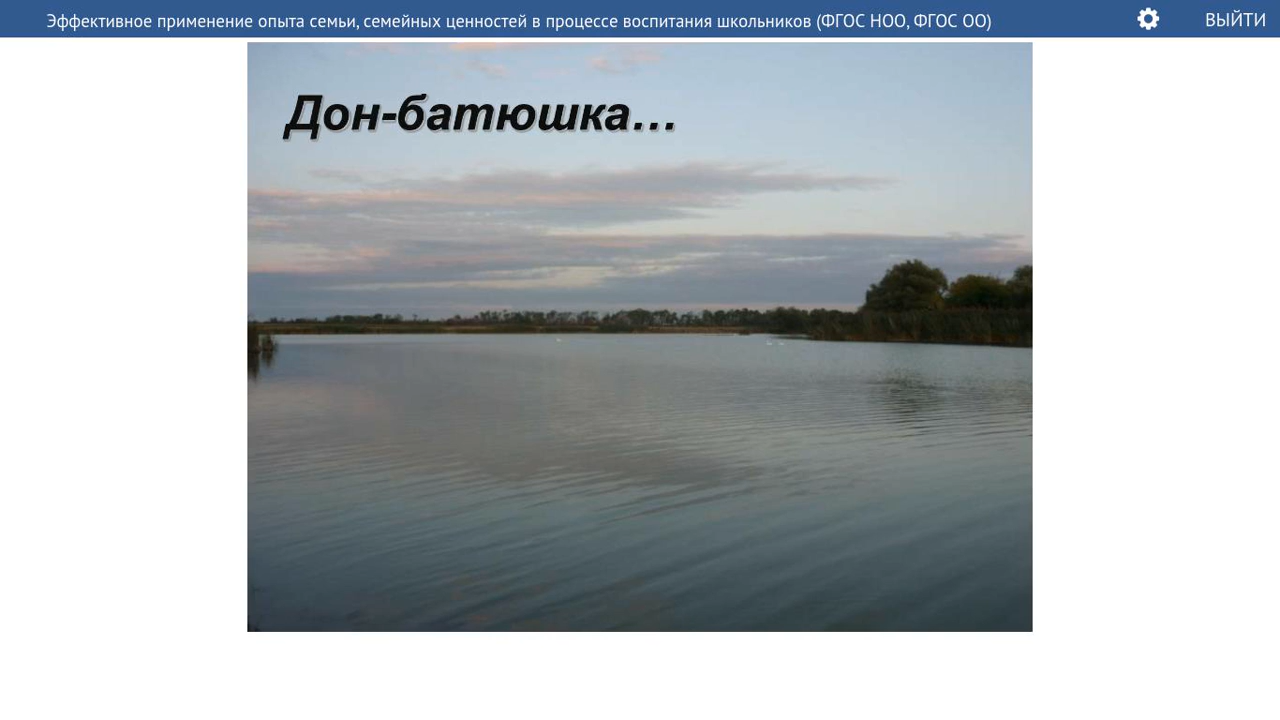 Эффективное применение опыта семьи, семейных ценностей в процессе воспитания школьников (ФГОС НОО, ФГОС ОО)
ВЫЙТИ
Дон-батюшка...